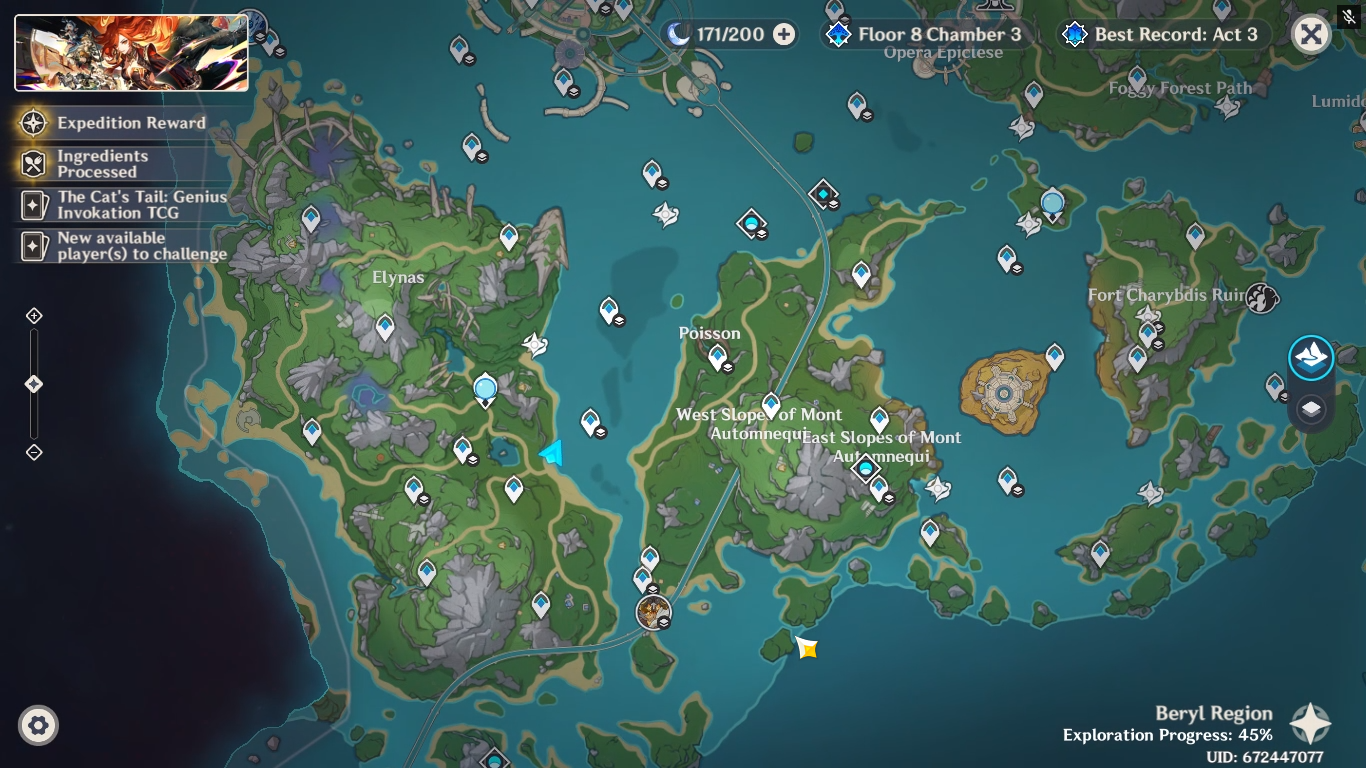 171/200
Floor 8 Chamber 3
Best Record: Act 3
Opera Epiclese
Foggy Forest Path
Expedition Reward
Ingredients
Processed
The Cat's Tail: Genius
Invokation TCG
New available
player(s) to challenge
Elynas
Fort Charybdis Ruin
Poisson
West Slopes of Mont
Automnequi
East Slopes of Mont
Automnequi
Beryl Region
Exploration Progress: 45%
UID: 672447077